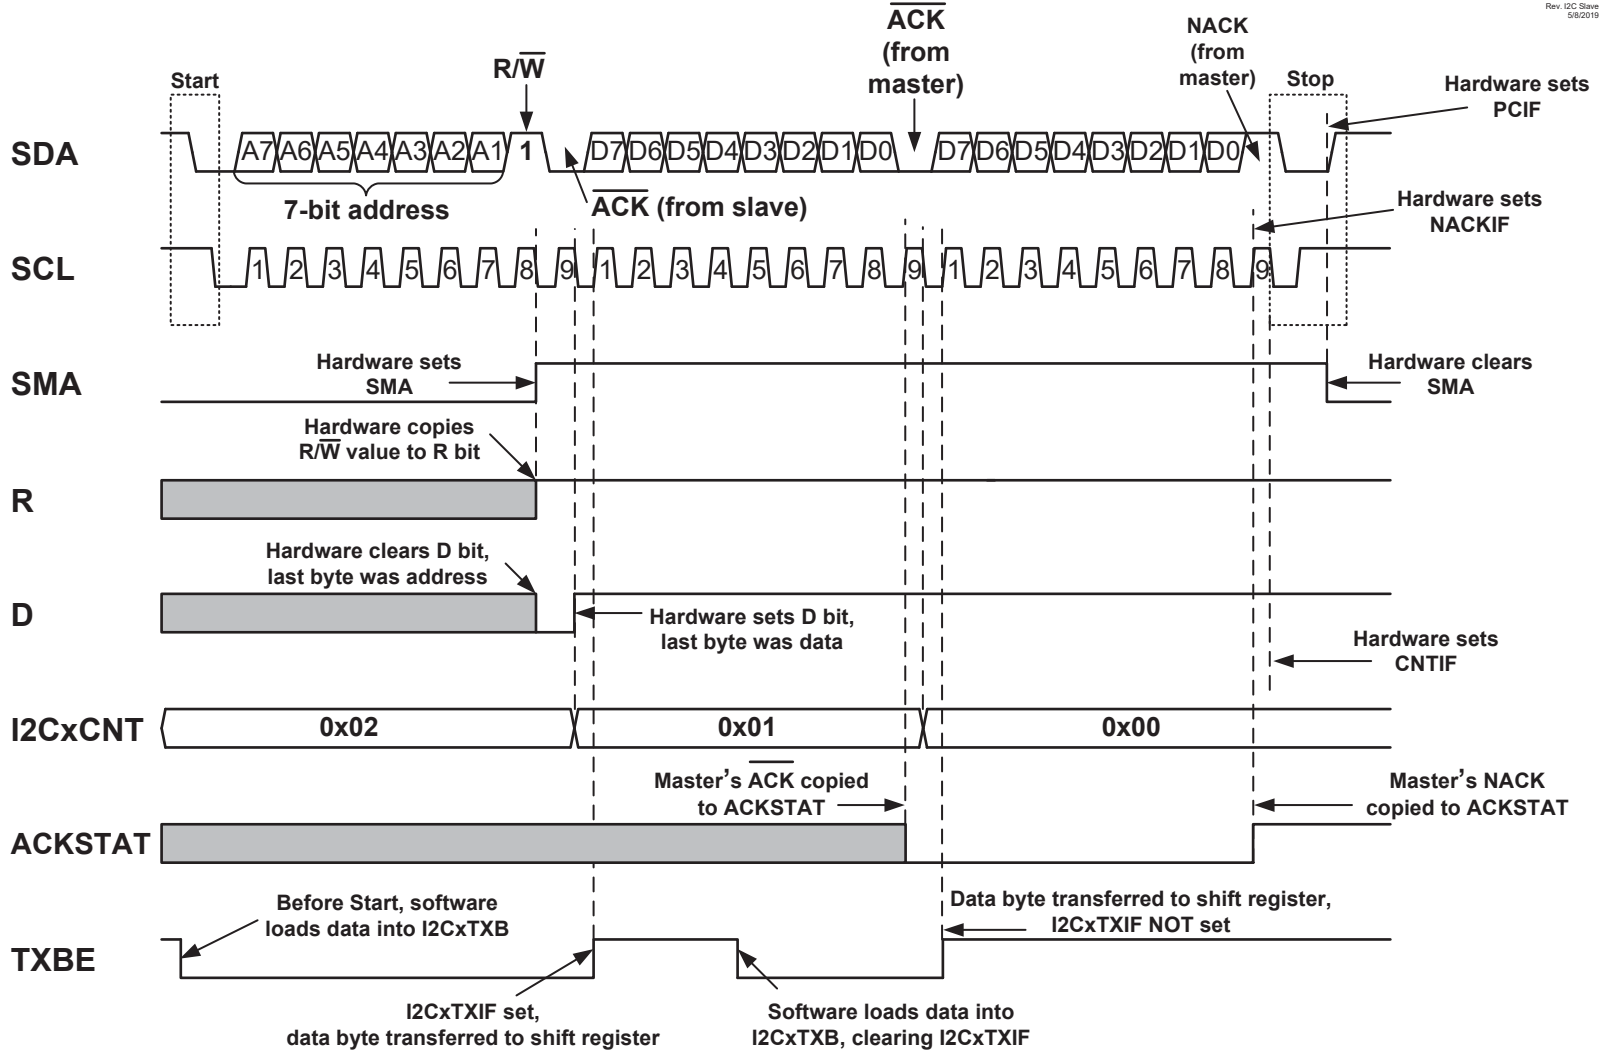 Rev. I2C Slave
5/8/2019
Start
R/W
ACK
(from
master)
NACK
(from
master)
Stop
Hardware sets
PCIF
SDA
A7 A6 A5 A4 A3 A2 A1 1 D7 D6 D5 D4 D3 D2 D1 D0 D7 D6 D5 D4 D3 D2 D1 D0
7-bit address
ACK (from slave)
Hardware sets
NACKIF
SCL
1 2 3 4 5 6 7 8 9 1 2 3 4 5 6 7 8 9 1 2 3 4 5 6 7 8 9
SMA
Hardware sets
SMA
Hardware clears
SMA
Hardware copies
R/W value to R bit
R
Hardware clears D bit,
last byte was address
D
Hardware sets D bit,
last byte was data
Hardware sets
CNTIF
I2CxCNT
0x02
0x01
0x00
Master's ACK copied
to ACKSTAT
Master's NACK
copied to ACKSTAT
ACKSTAT
Before Start, software
loads data into I2CxTXB
Data byte transferred to shift register,
I2CxTXIF NOT set
TXBE
I2CxTXIF set,
data byte transferred to shift register
Software loads data into
I2CxTXB, clearing I2CxTXIF